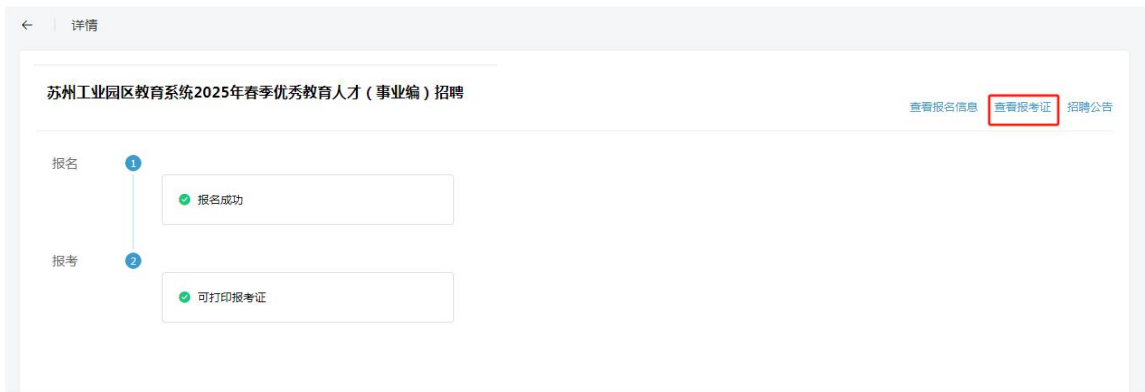 ← 详情
苏州工业园区教育系统2025年春季优秀教育人才（事业编）招聘
查看报名信息 查看报考证 招聘公告
报名 1
报名成功
报考 2
可打印报考证